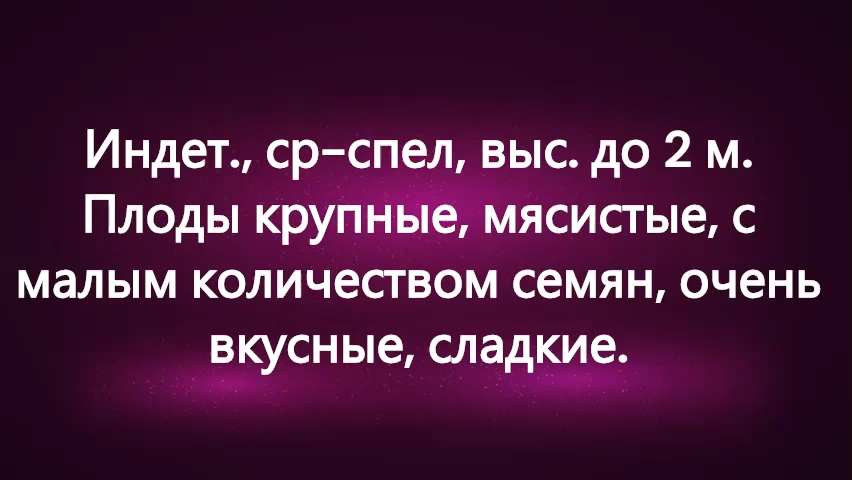 Индет., ср-спел, выс. до 2 м.
Плоды крупные, мясистые, с
малым количеством семян, очень
вкусные, сладкие.